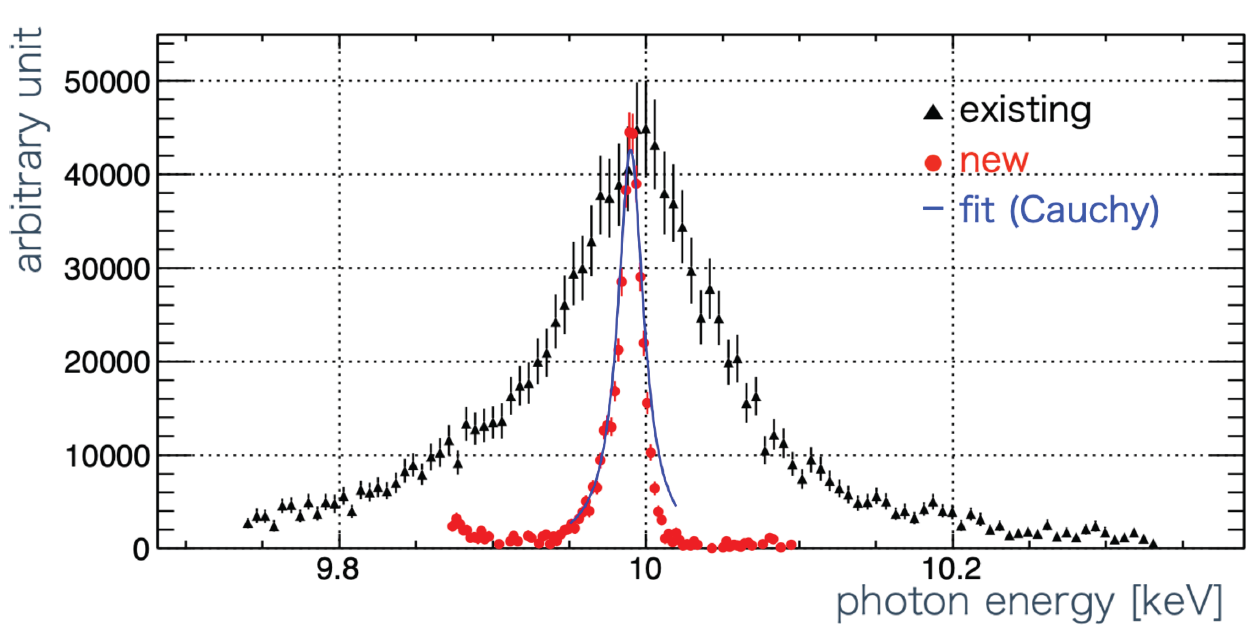 arbitrary unit
50000
40000
30000
20000
10000
0
existing
new
fit (Cauchy)
9.8
10
10.2
photon energy [keV]